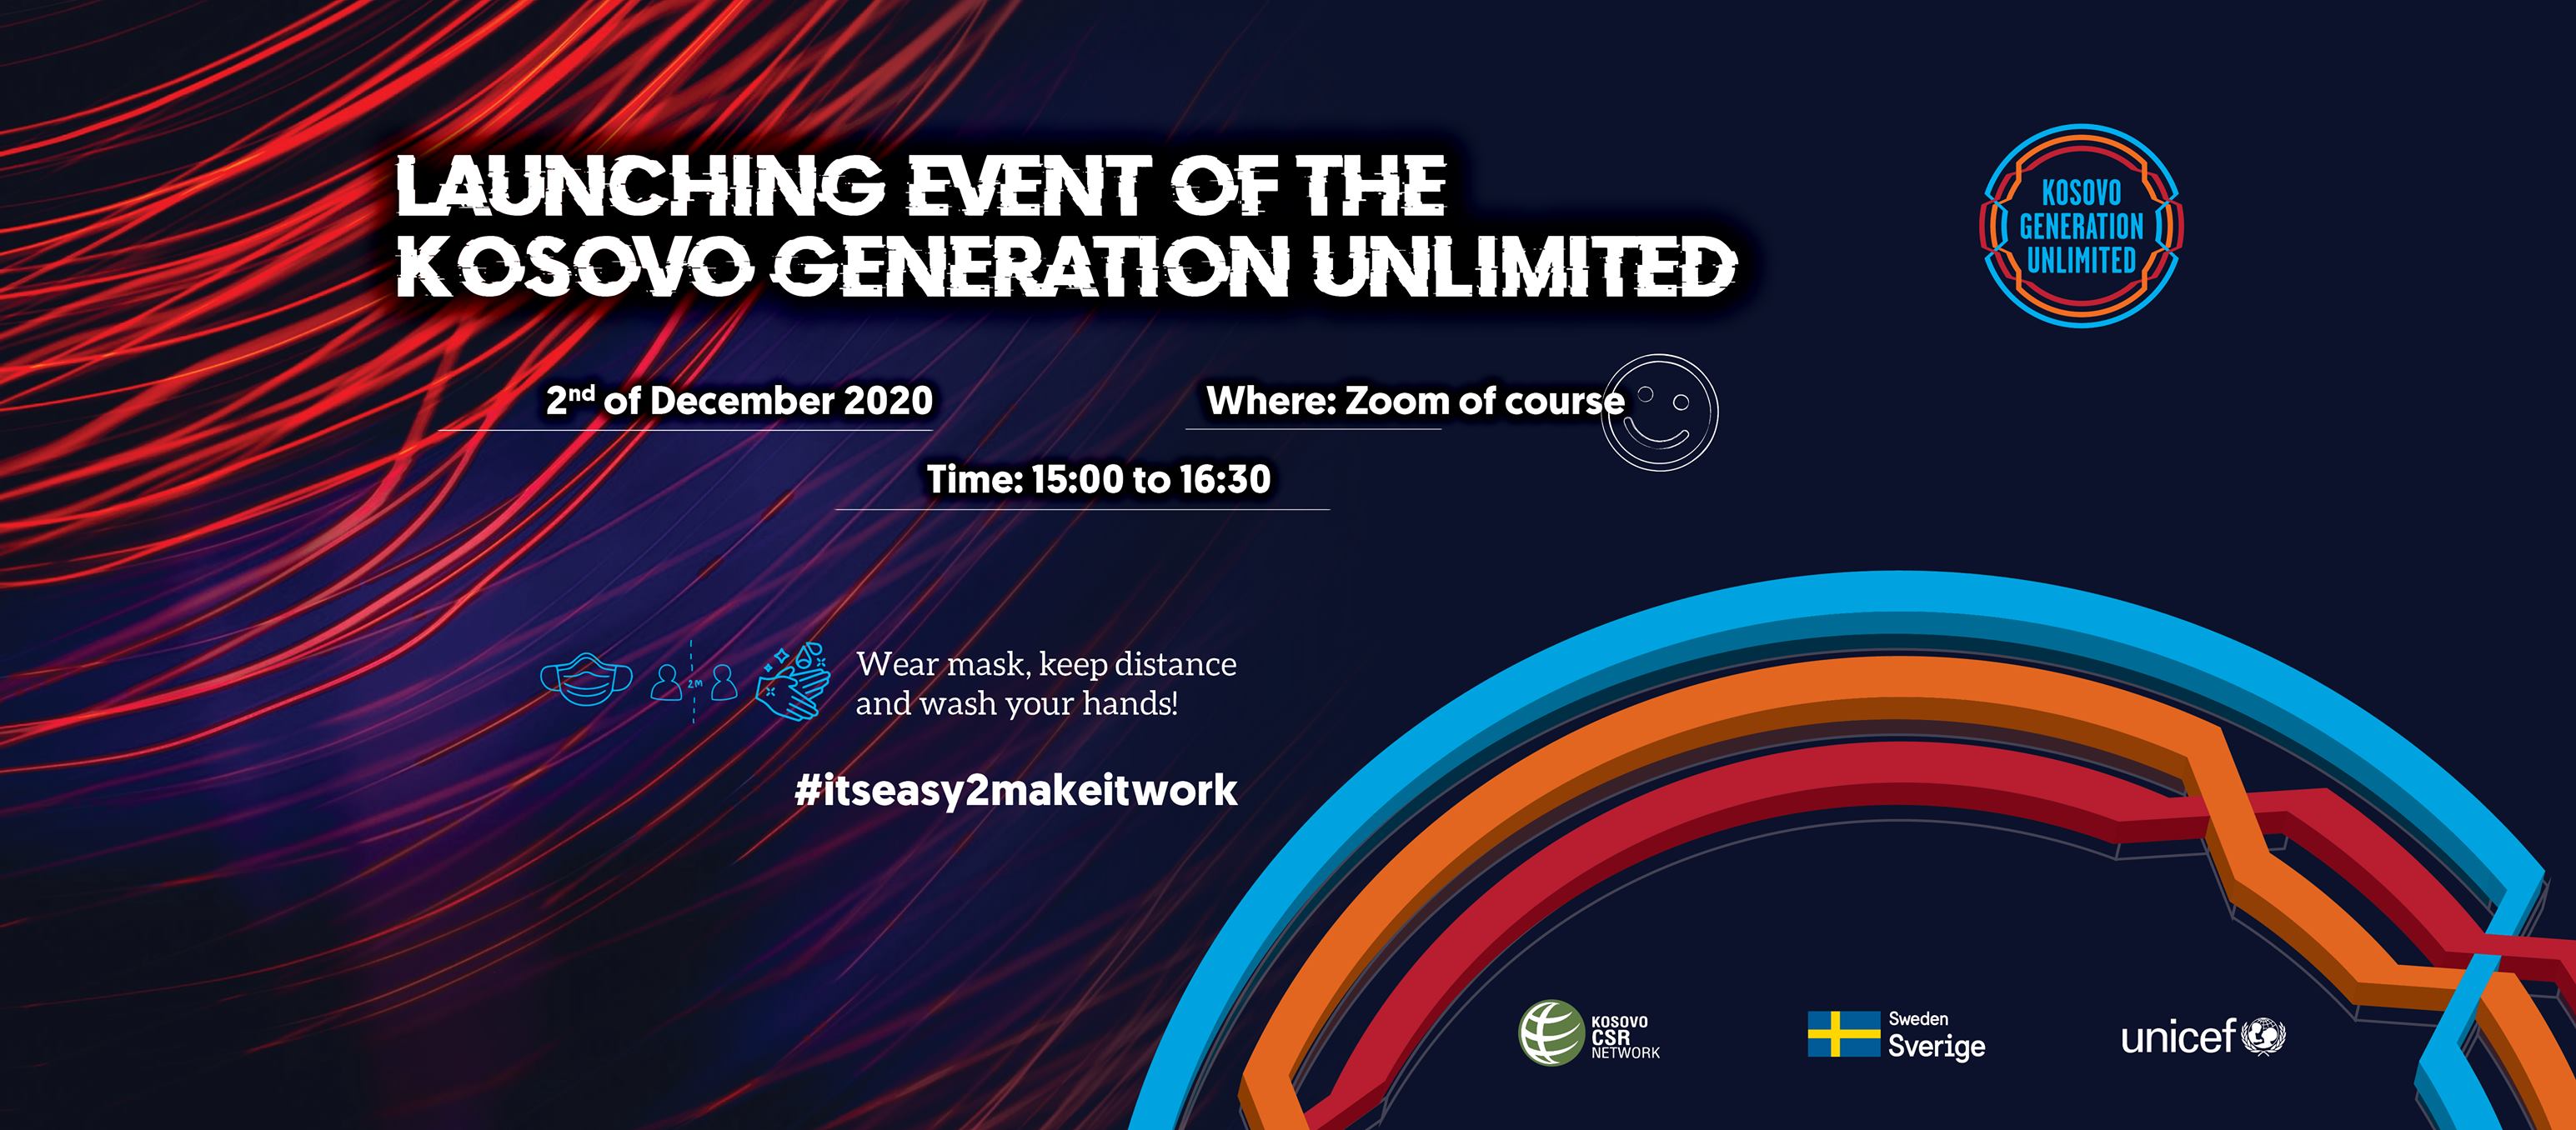 LAUNCHING EVENT OF THE
KOSOVO GENERATION UNLIMITED
KOSOVO
GENERATION
UNLIMITED
2nd of December 2020
Where: Zoom of course
Time: 15:00 to 16:30
2M
Wear mask, keep distance
and wash your hands!
#itseasy2makeitwork
KOSOVO
CSR
NETWORK
Sweden
Sverige
unicef